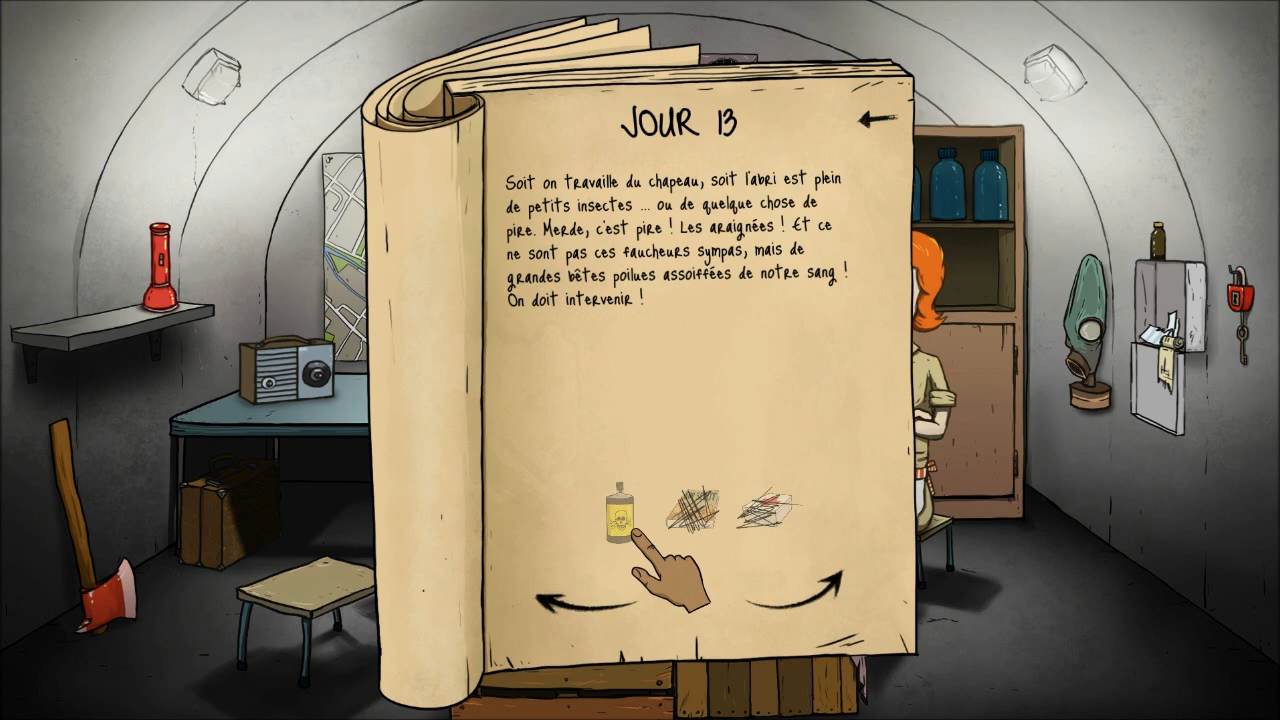 JOUR 13
Soit on travaille du chapeau, soit l'abri est plein
de petits insectes ... ou de quelque chose de
pire. Merde, c'est pire ! Les araignées ! Et ce
ne sont pas ces faucheurs sympas, mais de
grandes bêtes poilues assoiffées de notre sang !
On doit intervenir !